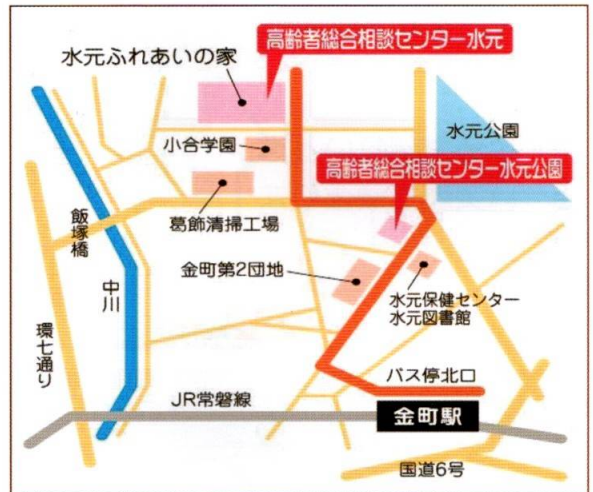 高齢者総合相談センター水元
水元ふれあいの家
水元公園
小合学園
高齢者総合相談センター水元公園
葛飾清掃工場
飯塚橋
金町第2団地
中川
水元保健センター
水元図書館
環七通り
バス停北口
JR常磐線
金町駅
国道6号